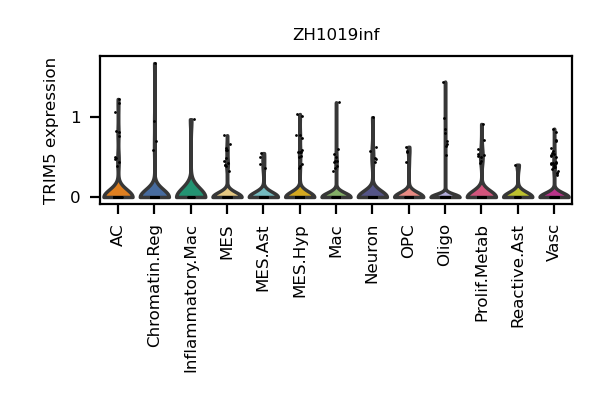 ZH1019inf
TRIM5 expression
1
0
AC
Chromatin.Reg
Inflammatory.Mac
MES
MES.Ast
MES.Hyp
Mac
Neuron
OPC
Oligo
Prolif.Metab
Reactive.Ast
Vasc